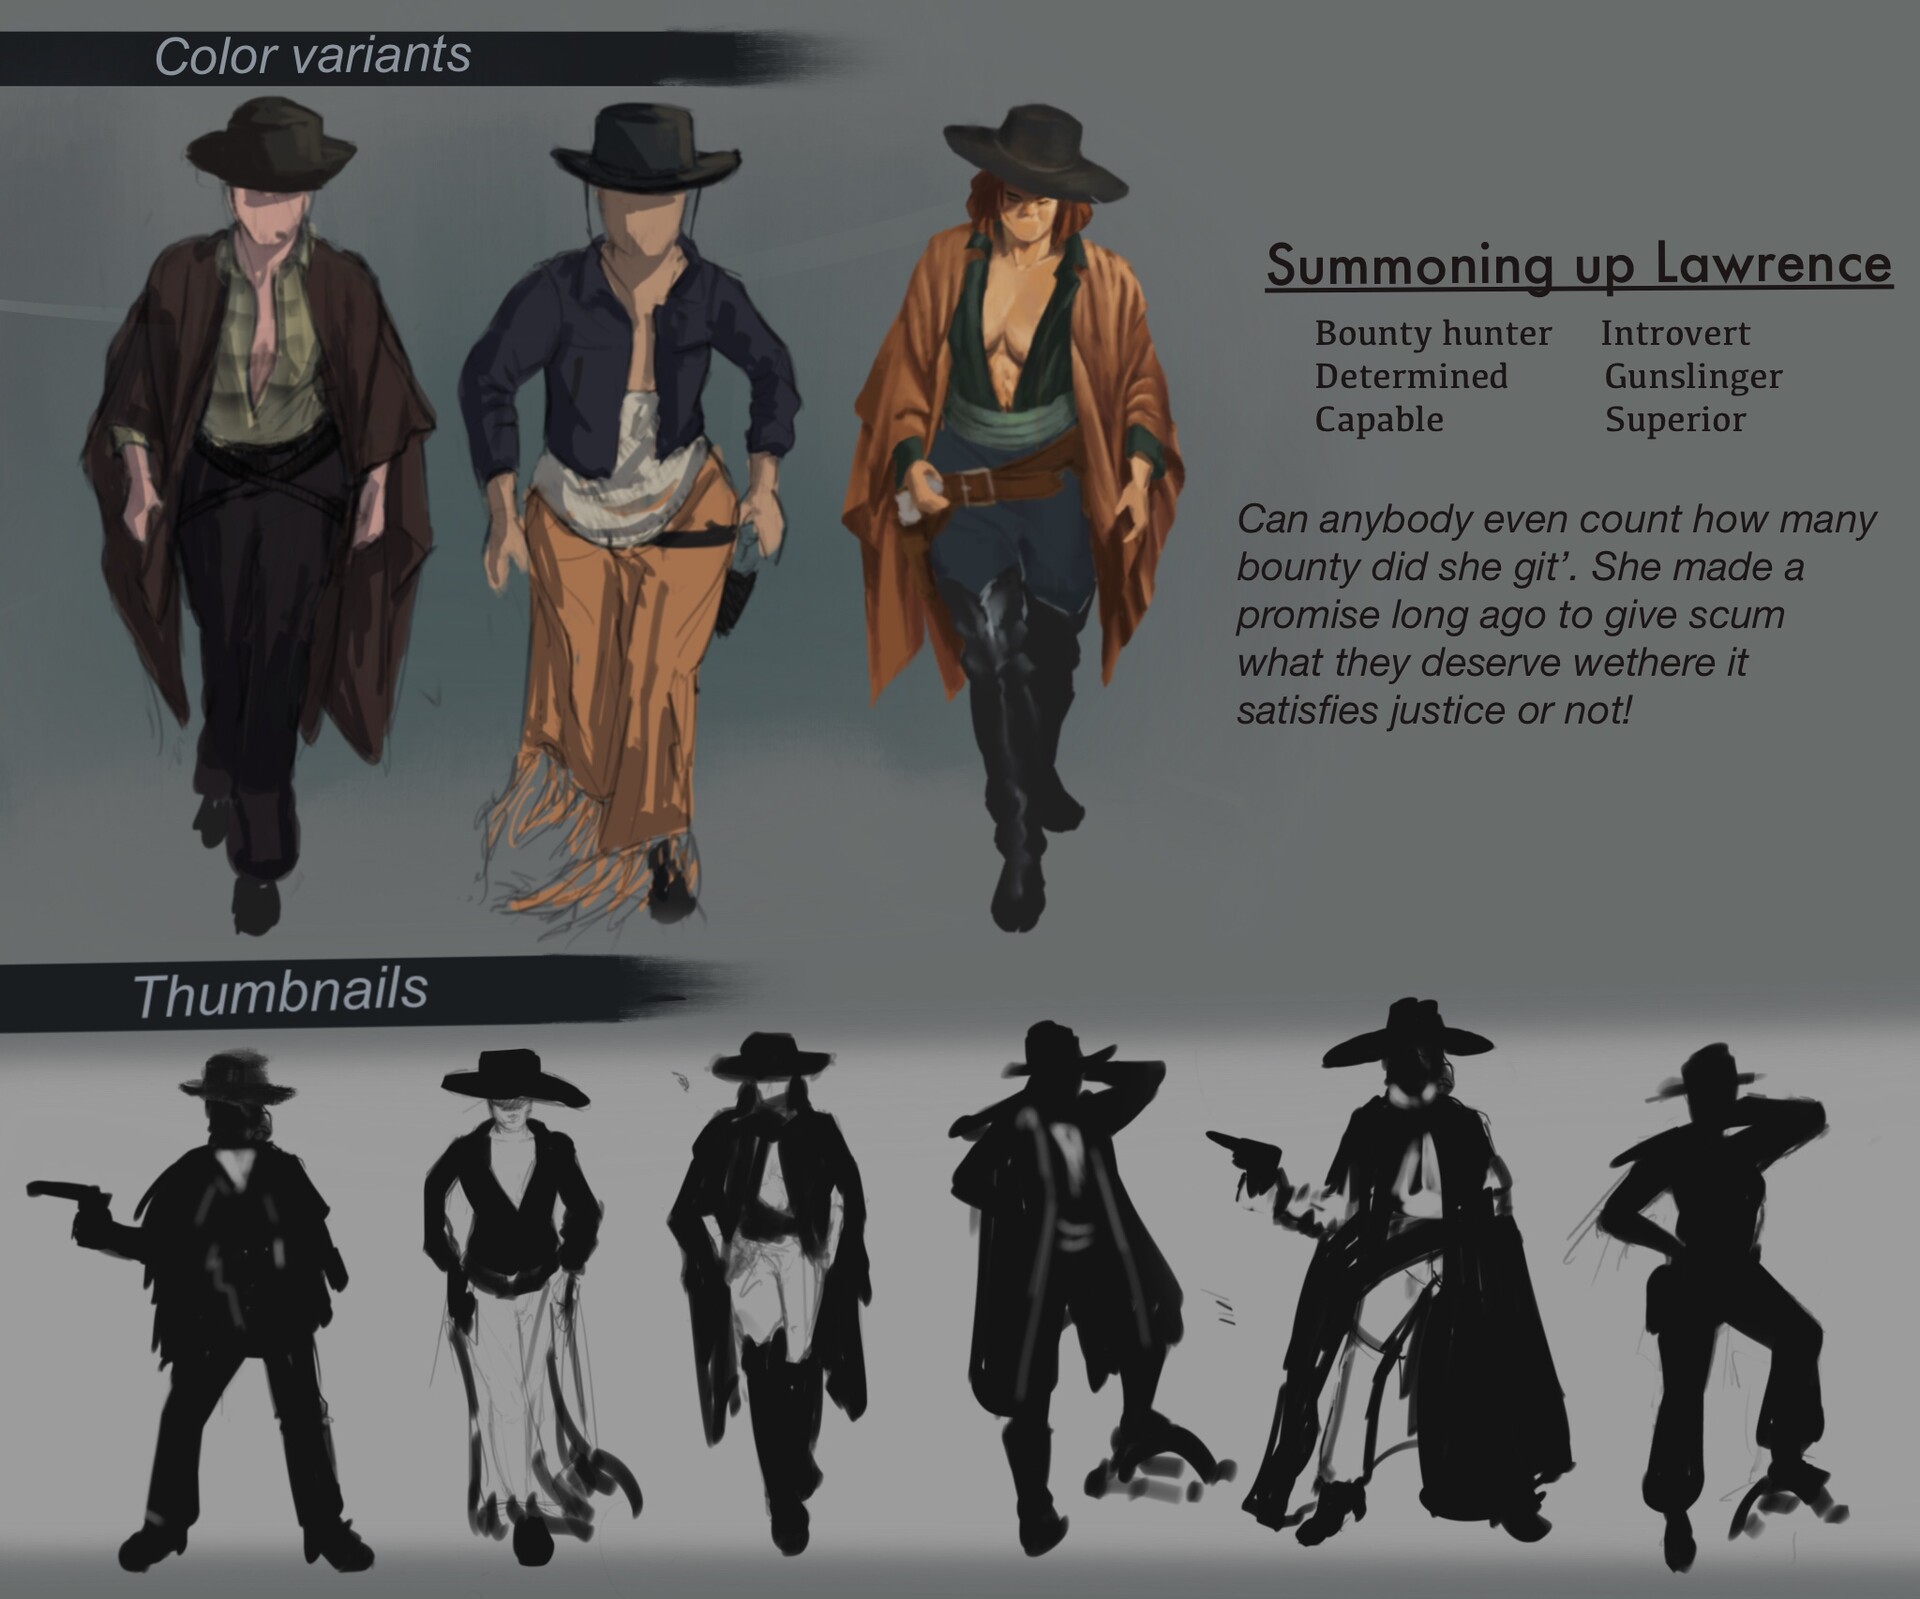 Color variants
Summoning up Lawrence
Bounty hunter Introvert
Determined Gunslinger
Capable Superior
Can anybody even count how many
bounty did she git’. She made a
promise long ago to give scum
what they deserve wethere it
satisfies justice or not!
Thumbnails